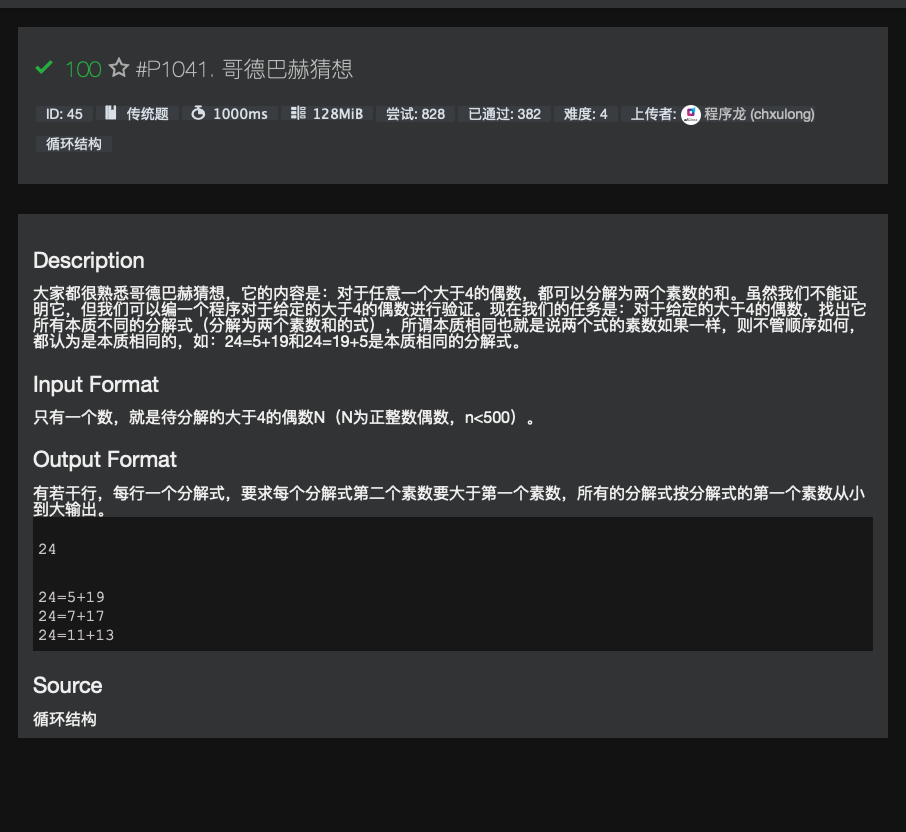 100 #P1041. 哥德巴赫猜想
ID: 45 传统题 1000ms 128MiB 尝试: 828 已通过: 382 难度: 4 上传者: 程序龙 (chxulong)
循环结构
Description
大家都很熟悉哥德巴赫猜想，它的内容是：对于任意一个大于4的偶数，都可以分解为两个素数的和。虽然我们不能证
明它，但我们可以编一个程序对于给定的大于4的偶数进行验证。现在我们的任务是：对于给定的大于4的偶数，找出它
所有本质不同的分解式（分解为两个素数和的式），所谓本质相同也就是说两个式的素数如果一样，则不管顺序如何，
都认为是本质相同的，如：24=5+19和24=19+5是本质相同的分解式。
Input Format
只有一个数，就是待分解的大于4的偶数N（N为正整数偶数，n<500）。
Output Format
有若干行，每行一个分解式，要求每个分解式第二个素数要大于第一个素数，所有的分解式按分解式的第一个素数从小
到大输出。
24
24=5+19
24=7+17
24=11+13
Source
循环结构